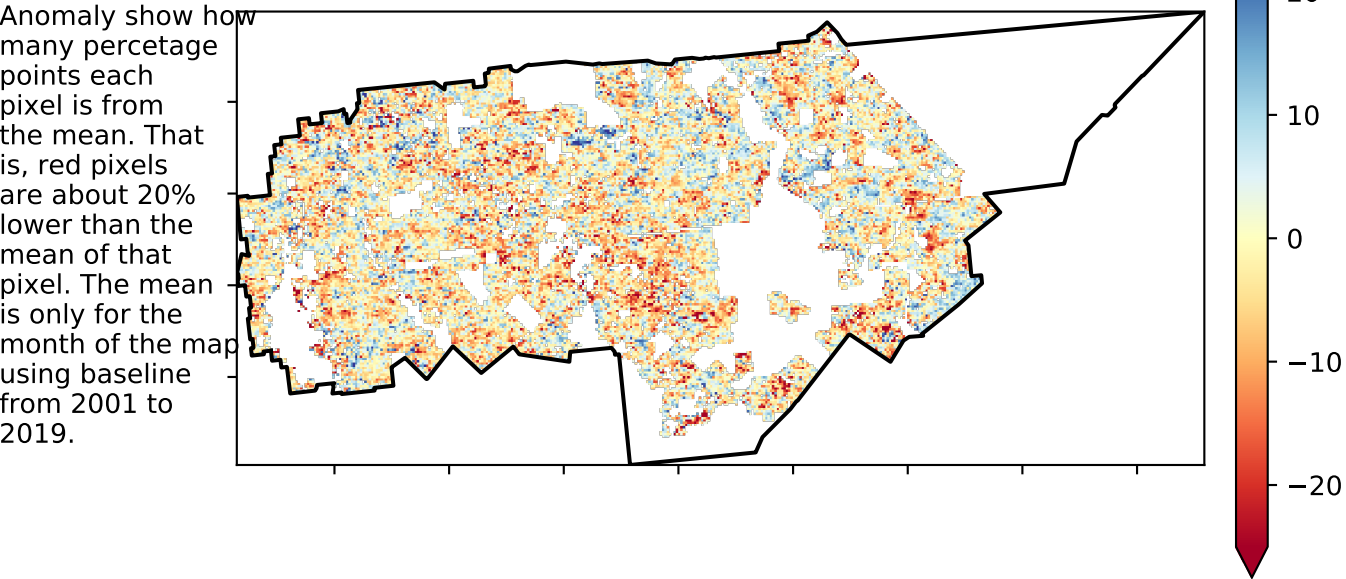 Anomaly show how
many percetage
points each
pixel is from
the mean. That
is, red pixels
are about 20%
lower than the
mean of that
pixel. The mean
is only for the
month of the map
using baseline
from 2001 to
2019.
10
0
−10
−20